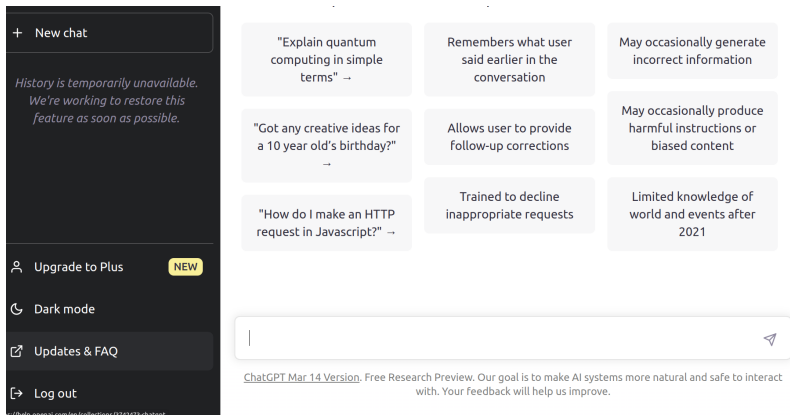 New chat
History is temporarily unavailable.
We're working to restore this
feature as soon as possible.
Upgrade to Plus
NEW
Dark mode
Updates & FAQ
Log out
"Explain quantum
computing in simple
terms" →
"Got any creative ideas for
a 10 year old's birthday?"
→
"How do I make an HTTP
request in Javascript?" →
Remembers what user
said earlier in the
conversation
Allows user to provide
follow-up corrections
Trained to decline
inappropriate requests
May occasionally generate
incorrect information
May occasionally produce
harmful instructions or
biased content
Limited knowledge of
world and events after
2021
ChatGPT Mar 14 Version. Free Research Preview. Our goal is to make AI systems more natural and safe to interact
with. Your feedback will help us improve.